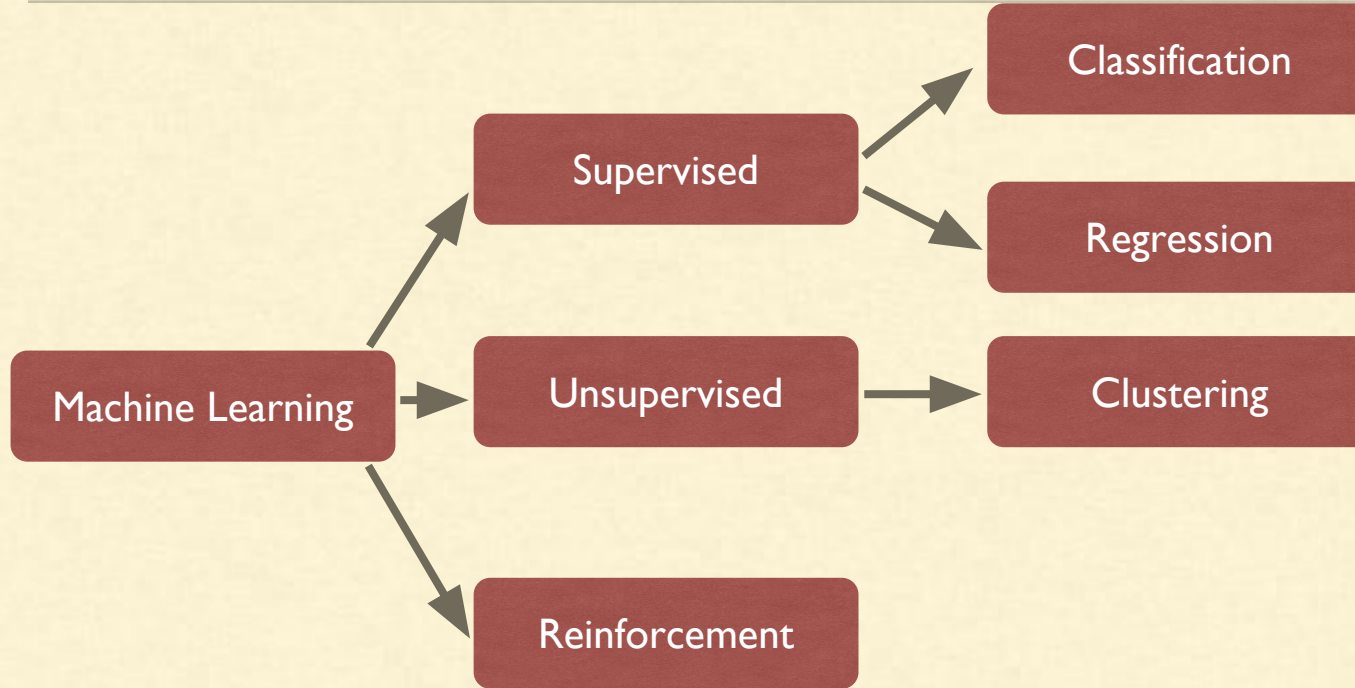 Classification
Supervised
Regression
Machine Learning
Unsupervised
Clustering
Reinforcement